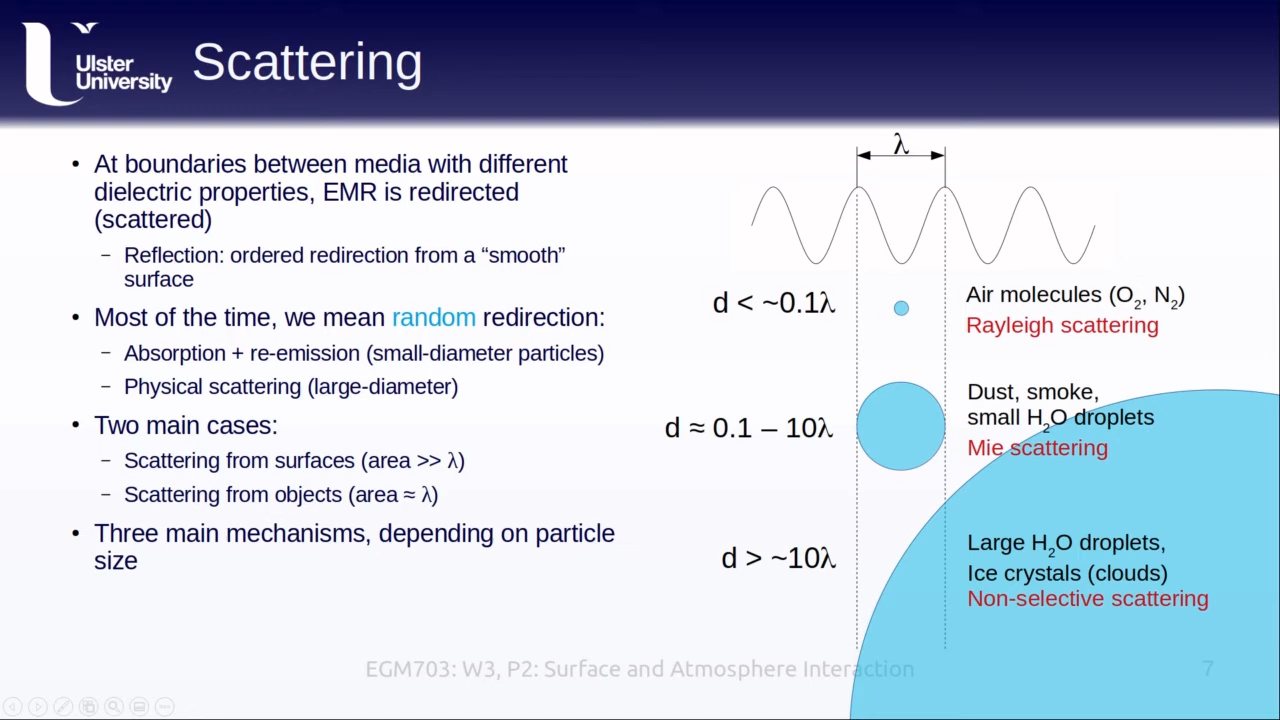 Ulster
University
Scattering
• At boundaries between media with different
dielectric properties, EMR is redirected
(scattered)
– Reflection: ordered redirection from a “smooth”
surface
• Most of the time, we mean random redirection:
– Absorption + re-emission (small-diameter particles)
– Physical scattering (large-diameter)
• Two main cases:
– Scattering from surfaces (area >> λ)
– Scattering from objects (area ≈ λ)
• Three main mechanisms, depending on particle
size
λ
d < ~0.1λ
Air molecules (O₂, N₂)
Rayleigh scattering
d ≈ 0.1 – 10λ
Dust, smoke,
small H₂O droplets
Mie scattering
d > ~10λ
Large H₂O droplets,
Ice crystals (clouds)
Non-selective scattering
EGM703: W3, P2: Surface and Atmosphere Interaction
7